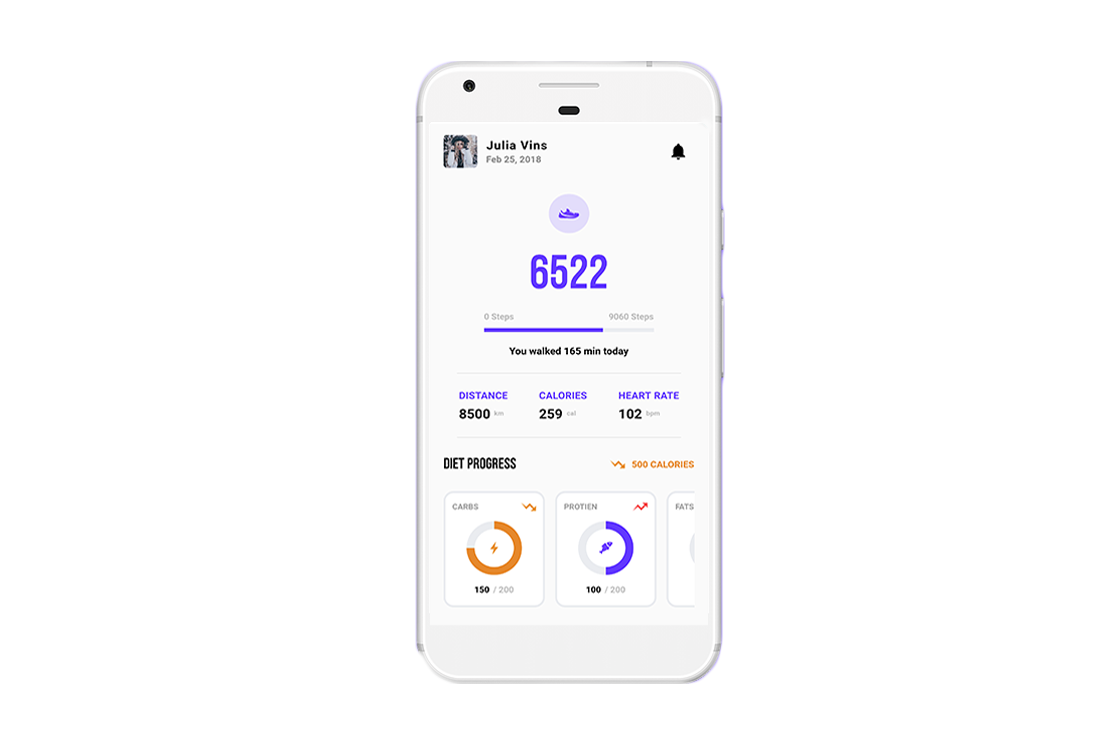 Julia Vins
Feb 25, 2018
6522
0 Steps 9060 Steps
You walked 165 min today
DISTANCE CALORIES HEART RATE
8500 km 259 cal 102 bpm
DIET PROGRESS 500 CALORIES
CARBS PROTIEN FATS
150 / 200 100 / 200